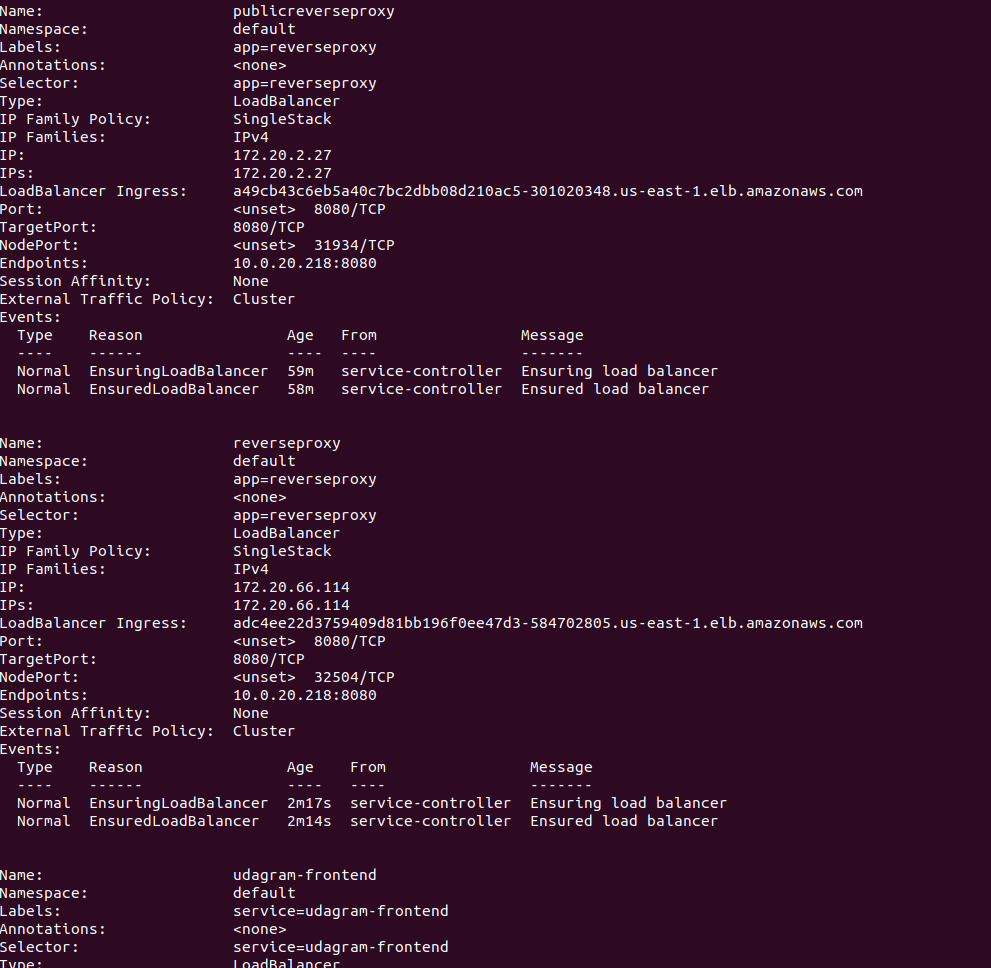 Name:                     publicreverseproxy
Namespace:                default
Labels:                   app=reverseproxy
Annotations:              <none>
Selector:                 app=reverseproxy
Type:                     LoadBalancer
IP Family Policy:         SingleStack
IP Families:              IPv4
IP:                       172.20.2.27
IPs:                      172.20.2.27
LoadBalancer Ingress:     a49cb43c6eb5a40c7bc2dbb08d210ac5-301020348.us-east-1.elb.amazonaws.com
Port:                     <unset>  8080/TCP
TargetPort:               8080/TCP
NodePort:                 <unset>  31934/TCP
Endpoints:                10.0.20.218:8080
Session Affinity:         None
External Traffic Policy:  Cluster
Events:
  Type    Reason                Age   From                Message
  ----    ------                ----  ----                -------
  Normal  EnsuringLoadBalancer  59m   service-controller  Ensuring load balancer
  Normal  EnsuredLoadBalancer   58m   service-controller  Ensured load balancer
Name:                     reverseproxy
Namespace:                default
Labels:                   app=reverseproxy
Annotations:              <none>
Selector:                 app=reverseproxy
Type:                     LoadBalancer
IP Family Policy:         SingleStack
IP Families:              IPv4
IP:                       172.20.66.114
IPs:                      172.20.66.114
LoadBalancer Ingress:     adc4ee22d3759409d81bb196f0ee47d3-584702805.us-east-1.elb.amazonaws.com
Port:                     <unset>  8080/TCP
TargetPort:               8080/TCP
NodePort:                 <unset>  32504/TCP
Endpoints:                10.0.20.218:8080
Session Affinity:         None
External Traffic Policy:  Cluster
Events:
  Type    Reason                Age    From                Message
  ----    ------                ----   ----                -------
  Normal  EnsuringLoadBalancer  2m17s  service-controller  Ensuring load balancer
  Normal  EnsuredLoadBalancer   2m14s  service-controller  Ensured load balancer
Name:                     udagram-frontend
Namespace:                default
Labels:                   service=udagram-frontend
Annotations:              <none>
Selector:                 service=udagram-frontend
Type:                     LoadBalancer